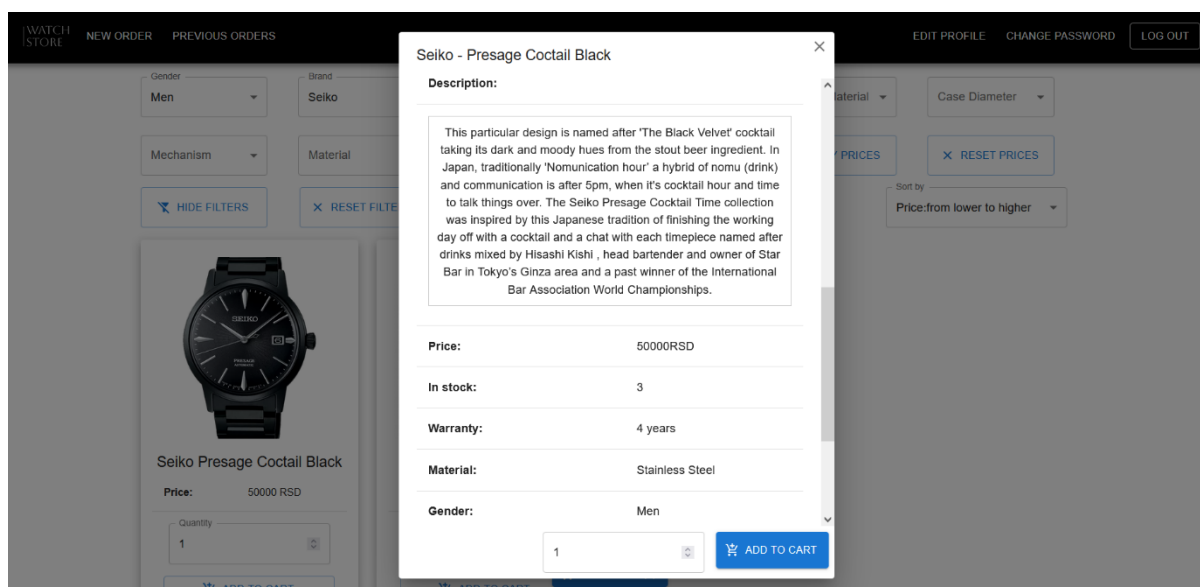 WATCH
STORE
NEW ORDER
PREVIOUS ORDERS
EDIT PROFILE
CHANGE PASSWORD
LOG OUT
Gender
Men
Brand
Seiko
Case Diameter
Mechanism
Material
PRICES
RESET PRICES
HIDE FILTERS
RESET FILTE
Sort by
Price:from lower to higher
SEIKO
PRESAGE
AUTOMATIC
Seiko Presage Coctail Black
Price:
50000 RSD
Quantity
1
ADD TO CART
Seiko - Presage Coctail Black
Description:
This particular design is named after 'The Black Velvet' cocktail
taking its dark and moody hues from the stout beer ingredient. In
Japan, traditionally 'Nomunication hour' a hybrid of nomu (drink)
and communication is after 5pm, when it's cocktail hour and time
to talk things over. The Seiko Presage Cocktail Time collection
was inspired by this Japanese tradition of finishing the working
day off with a cocktail and a chat with each timepiece named after
drinks mixed by Hisashi Kishi , head bartender and owner of Star
Bar in Tokyo's Ginza area and a past winner of the International
Bar Association World Championships.
Price:
50000RSD
In stock:
3
Warranty:
4 years
Material:
Stainless Steel
Gender:
Men
1
ADD TO CART